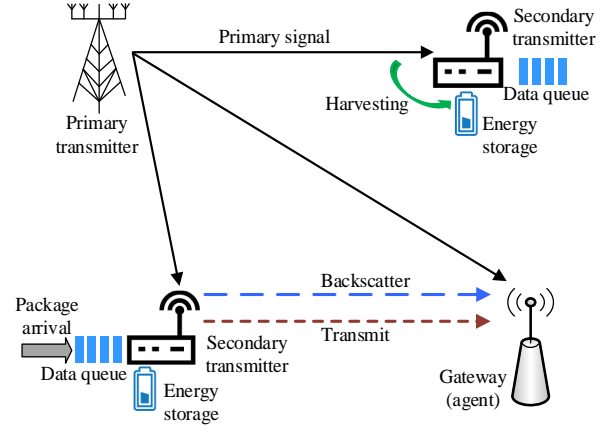 Secondary
transmitter
Primary signal
Harvesting
Data queue
Energy
storage
Primary
transmitter
Backscatter
Package
arrival
Transmit
Secondary
transmitter
Data queue
Energy
storage
Gateway
(agent)